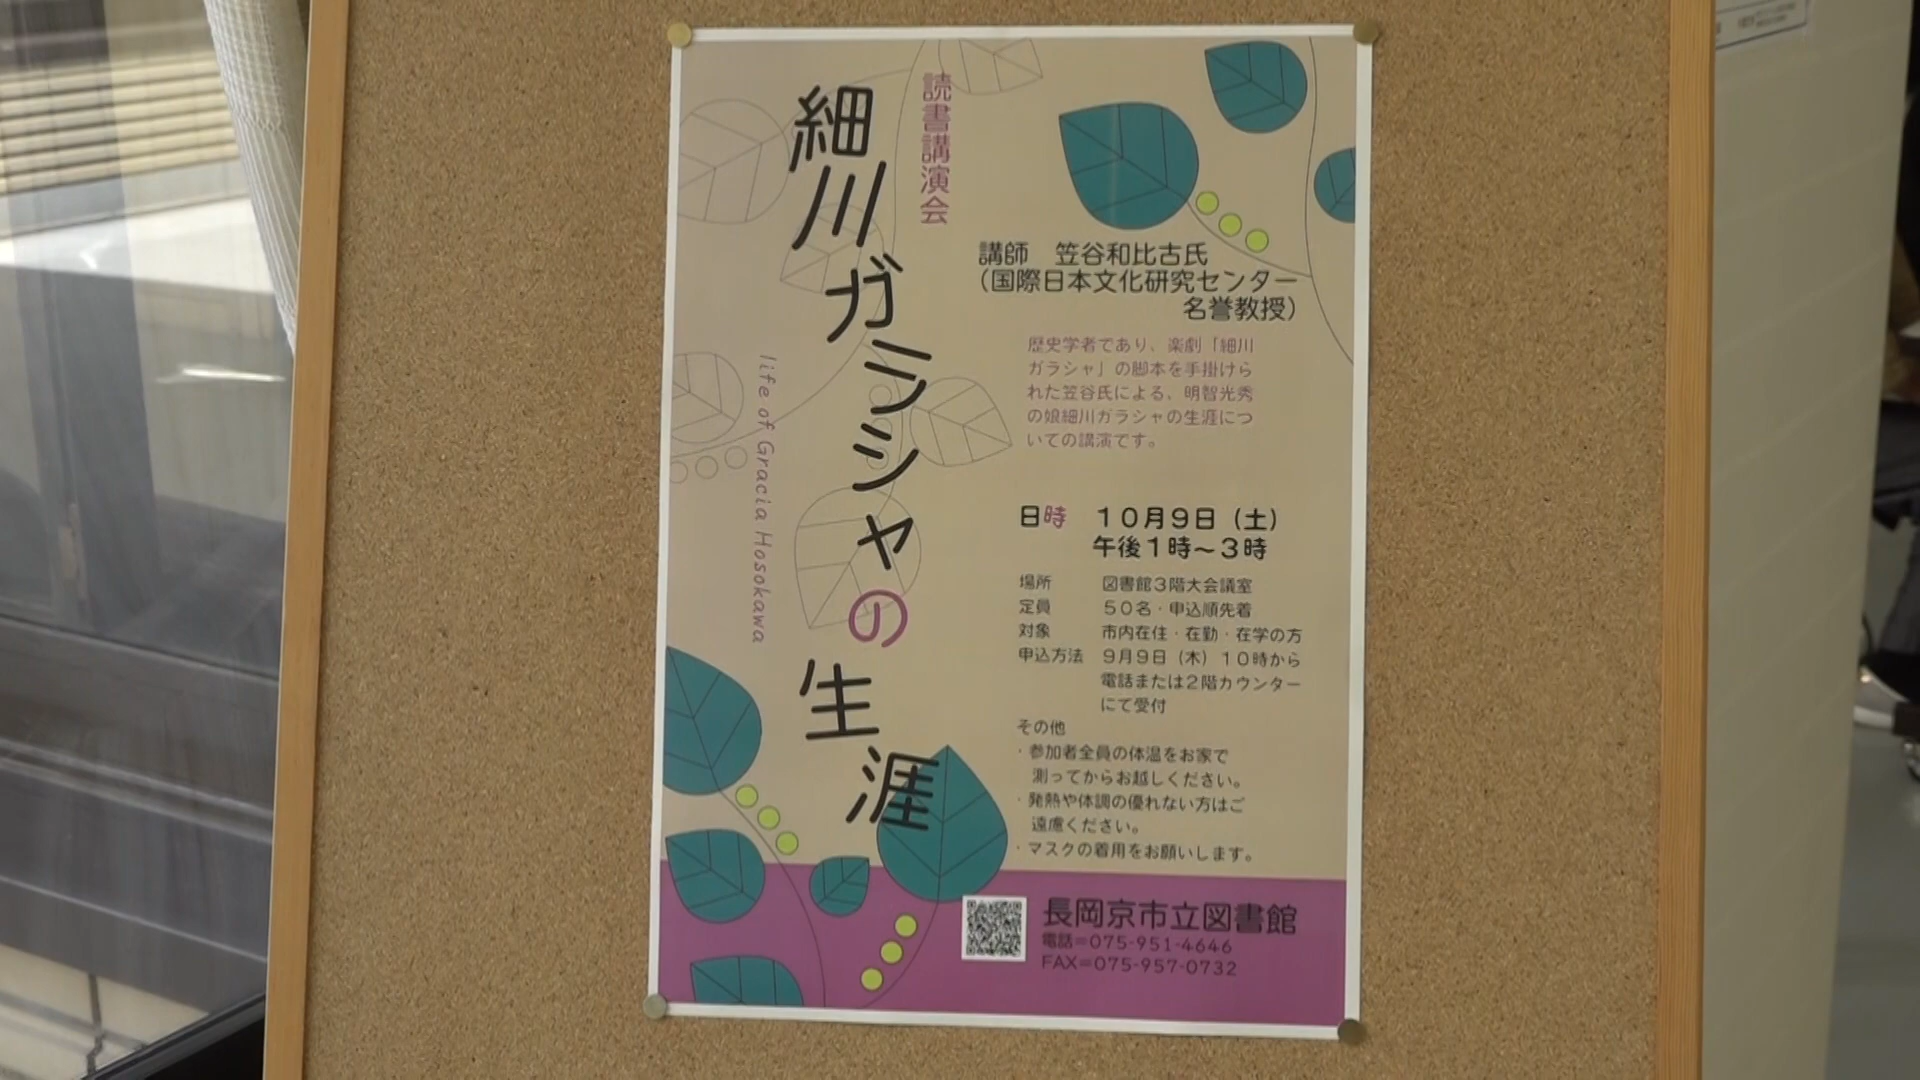 読書講演会
細川ガラシャの生涯
life of Gracia Hosokawa
講師 笠谷和比古氏
（国際日本文化研究センター
名誉教授）
歴史学者であり、楽劇「細川
ガラシャ」の脚本を手掛けら
れた笠谷氏による、明智光秀
の娘細川ガラシャの生涯につ
いての講演です。
日時 １０月９日（土）
午後１時～３時
場所 図書館３階大会議室
定員 ５０名・申込順先着
対象 市内在住・在勤・在学の方
申込方法 ９月９日（木）１０時から
電話または２階カウンター
にて受付
その他
・参加者全員の体温をお家で
測ってからお越しください。
・発熱や体調の優れない方はご
遠慮ください。
・マスクの着用をお願いします。
長岡京市立図書館
電話=075-951-4646
FAX=075-957-0732